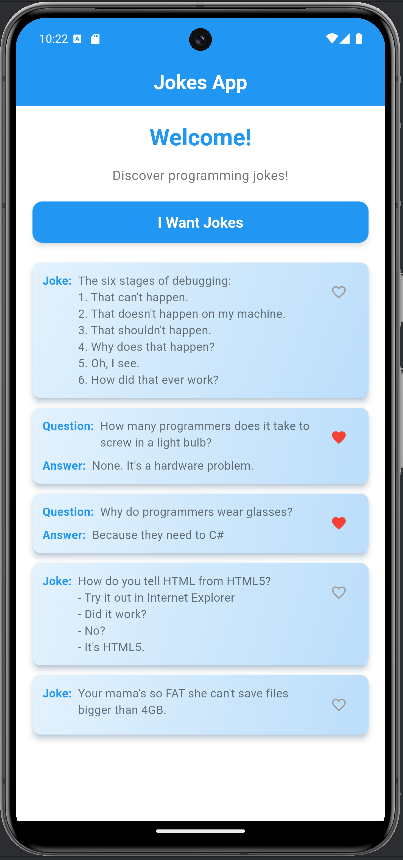 10:22
Jokes App
Welcome!
Discover programming jokes!
I Want Jokes
Joke: The six stages of debugging:
1. That can't happen.
2. That doesn't happen on my machine.
3. That shouldn't happen.
4. Why does that happen?
5. Oh, I see.
6. How did that ever work?
Question: How many programmers does it take to
screw in a light bulb?
Answer: None. It's a hardware problem.
Question: Why do programmers wear glasses?
Answer: Because they need to C#
Joke: How do you tell HTML from HTML5?
- Try it out in Internet Explorer
- Did it work?
- No?
- It's HTML5.
Joke: Your mama's so FAT she can't save files
bigger than 4GB.